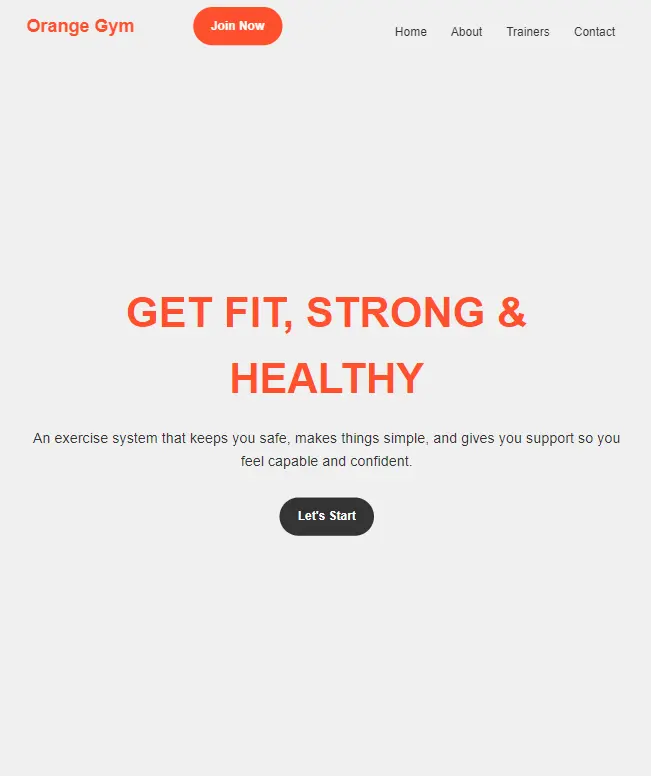 Orange Gym
Join Now
Home About Trainers Contact
GET FIT, STRONG &
HEALTHY
An exercise system that keeps you safe, makes things simple, and gives you support so you
feel capable and confident.
Let's Start